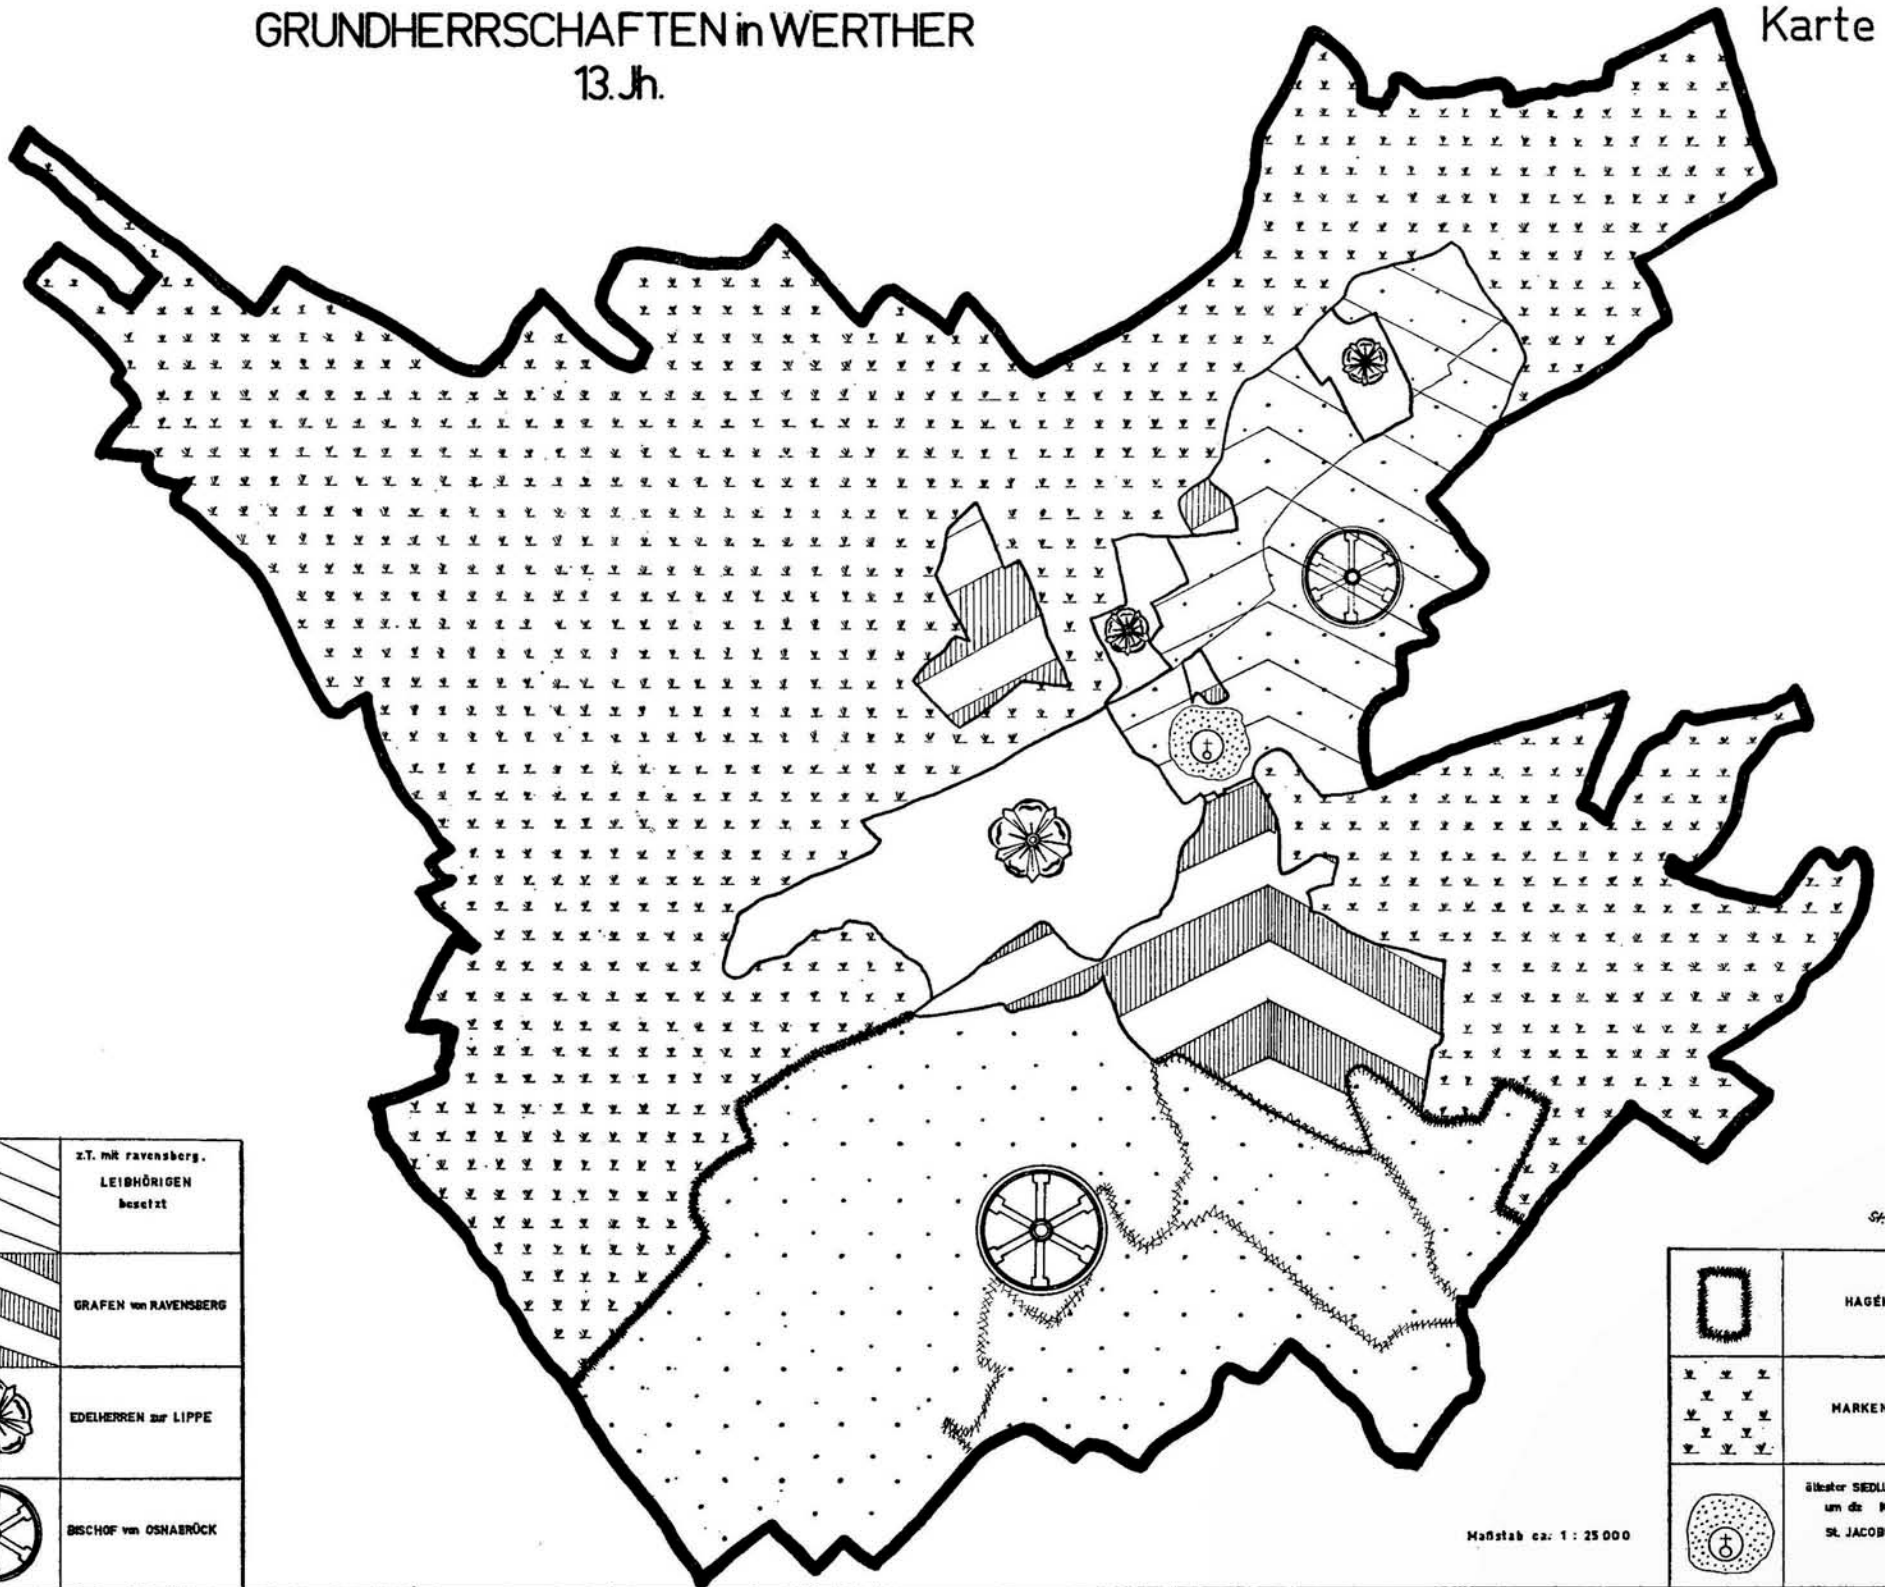 GRUNDHERRSCHAFTEN in WERTHER
13. Jh.
Karte
z.T. mit ravensberg.
LEIBHÖRIGEN
besetzt
GRAFEN von RAVENSBERG
EDELHERREN zur LIPPE
BISCHOF von OSNABRÜCK
Maßstab ca. 1 : 25 000
MARKEN
ältester SIEDL
um die
St. JACOB